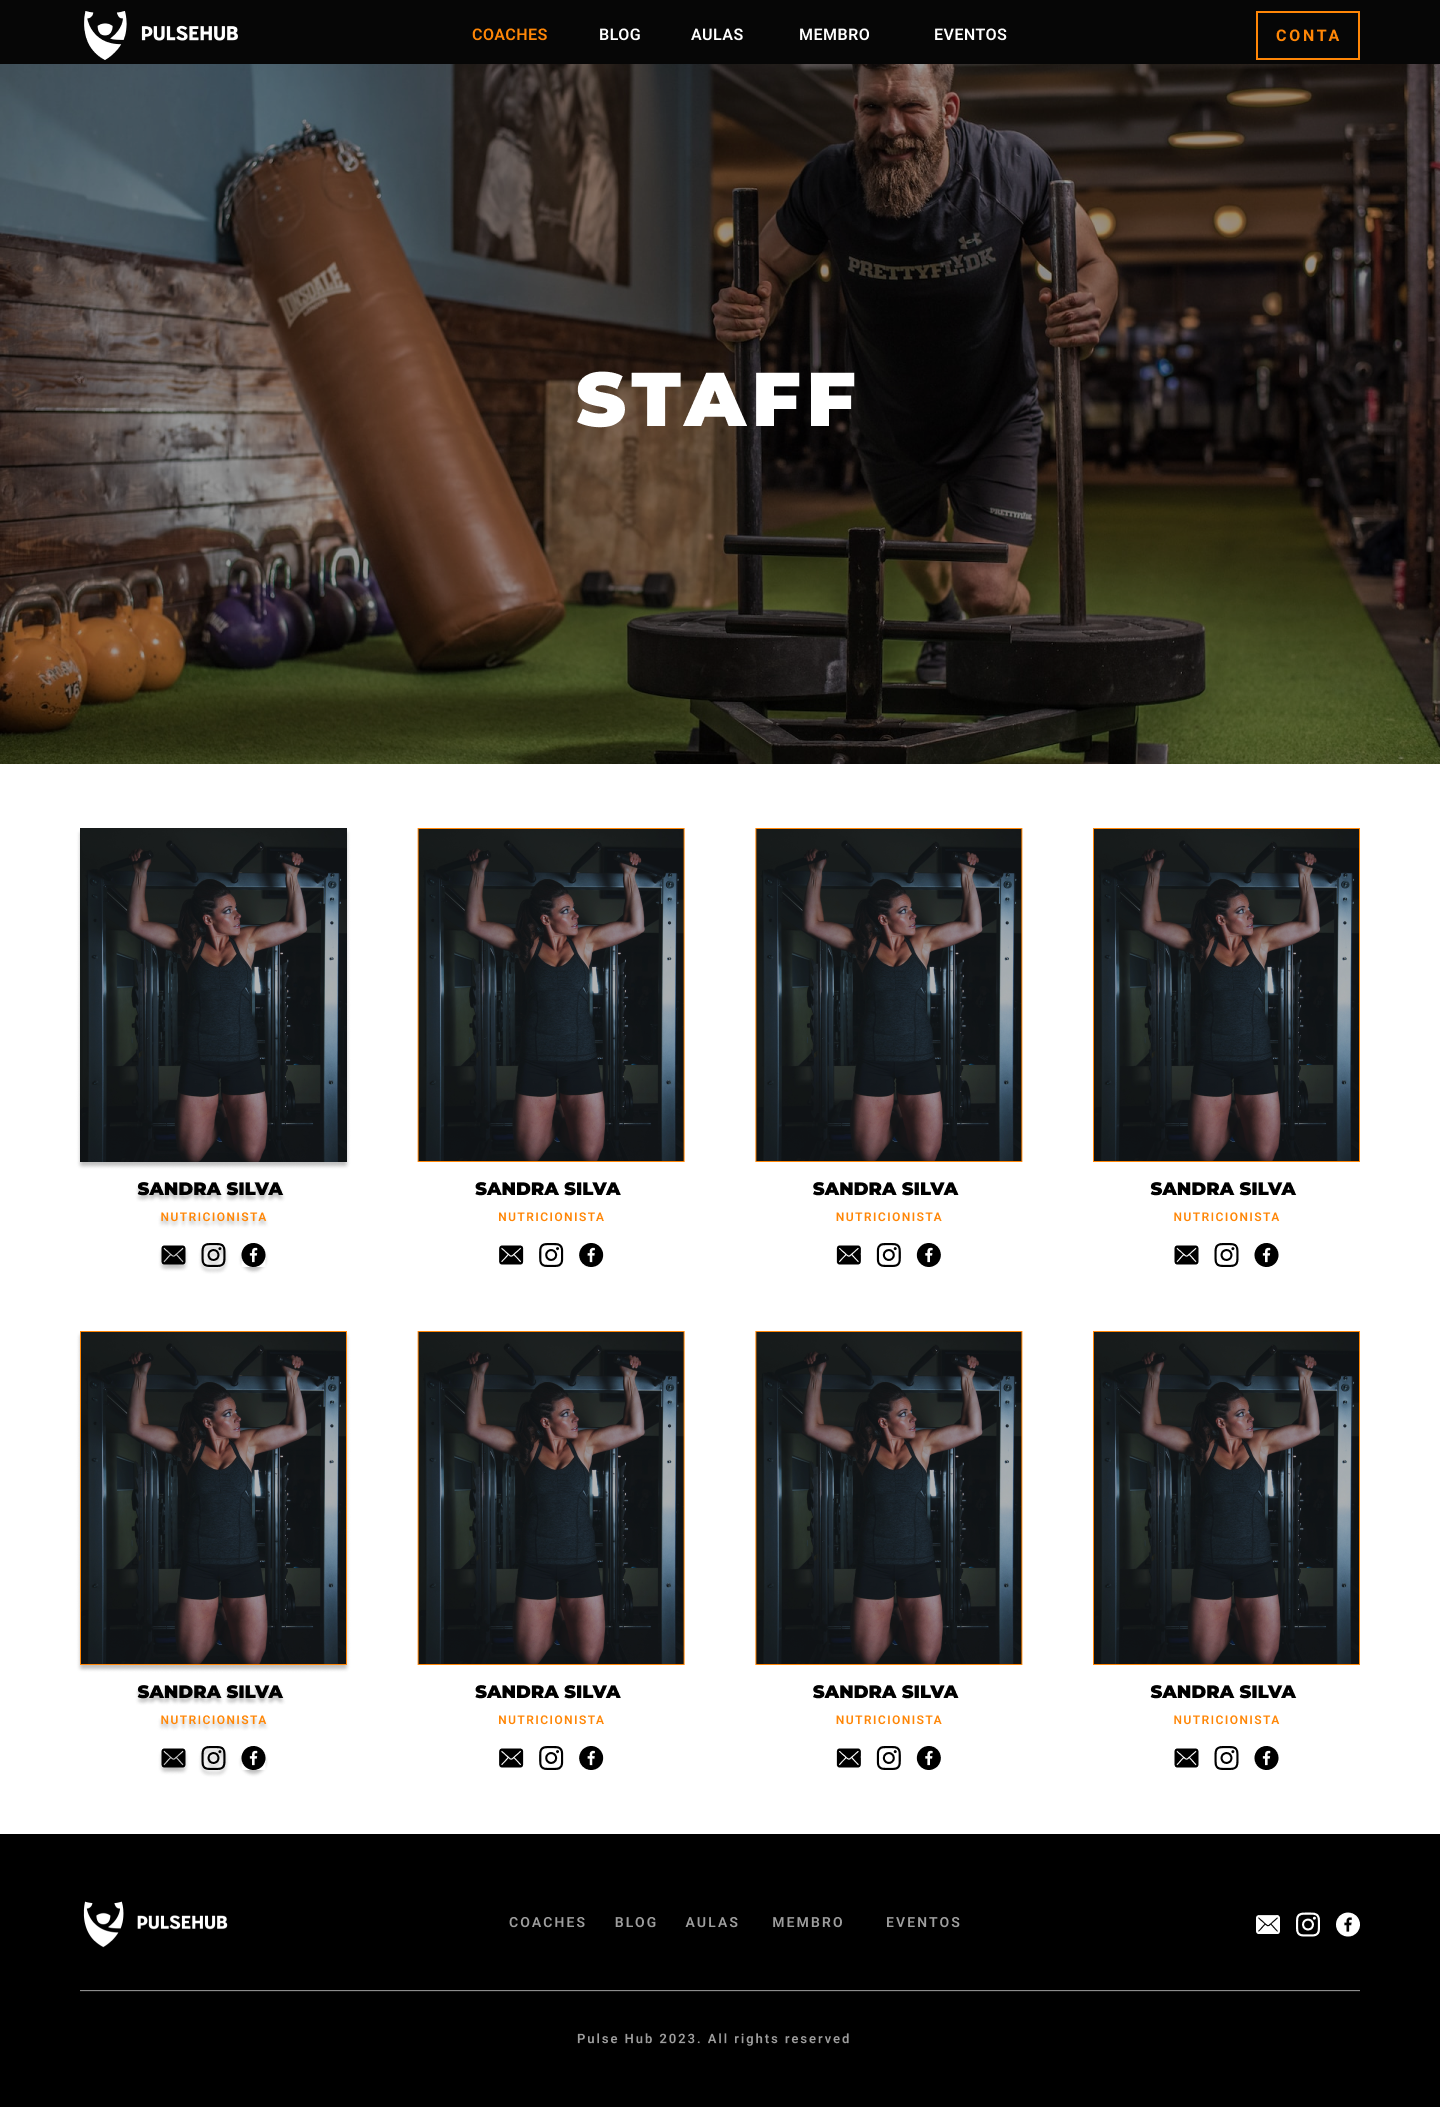 PULSEHUB COACHES BLOG AULAS MEMBRO EVENTOS CONTA
LONSDALE
PRETTYFLY.DK
STAFF
16
SANDRA SILVA SANDRA SILVA SANDRA SILVA SANDRA SILVA
NUTRICIONISTA NUTRICIONISTA NUTRICIONISTA NUTRICIONISTA
SANDRA SILVA SANDRA SILVA SANDRA SILVA SANDRA SILVA
NUTRICIONISTA NUTRICIONISTA NUTRICIONISTA NUTRICIONISTA
PULSEHUB COACHES BLOG AULAS MEMBRO EVENTOS
Pulse Hub 2023. All rights reserved